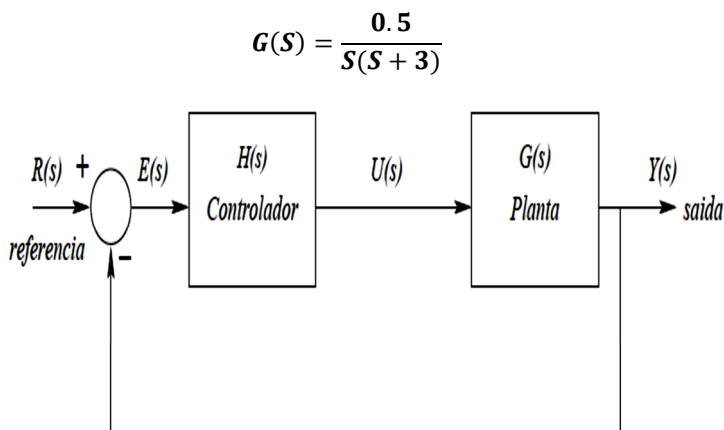 G(S) = 0.5 / S(S + 3)
R(s) + E(s) H(s) U(s) G(s) Y(s)
Controlador Planta saida
referencia −